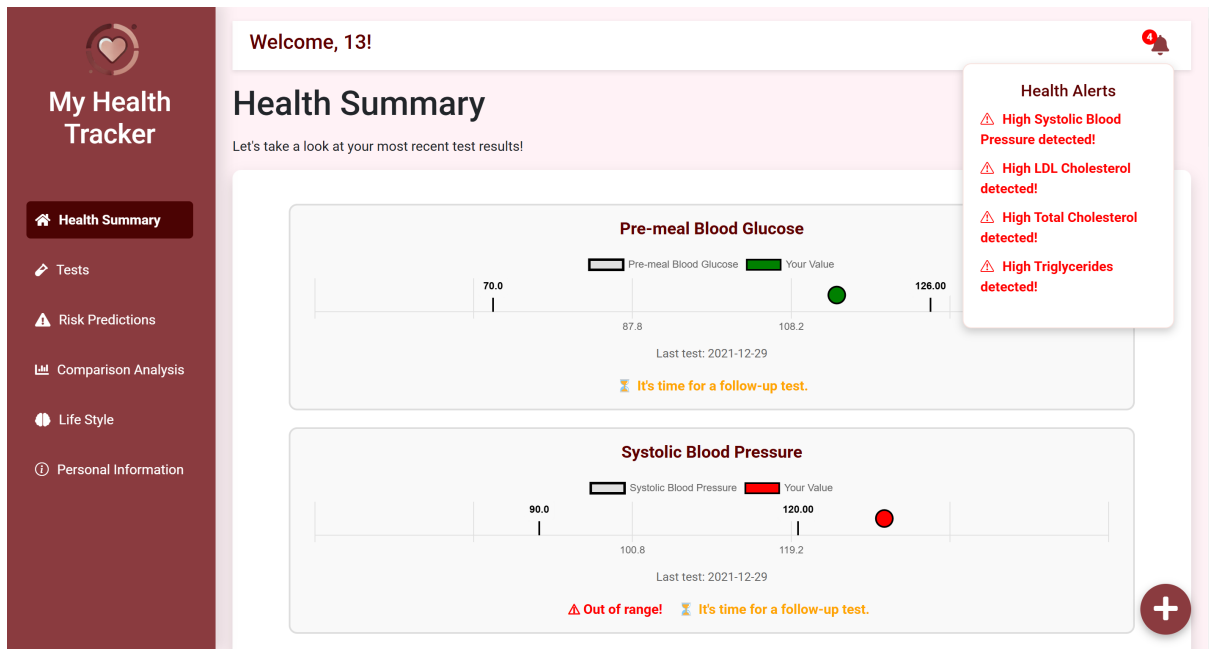 My Health
Tracker
Health Summary
Tests
Risk Predictions
Comparison Analysis
Life Style
Personal Information
Welcome, 13!
4
Health Summary
Let's take a look at your most recent test results!
Health Alerts
High Systolic Blood
Pressure detected!
High LDL Cholesterol
detected!
High Total Cholesterol
detected!
High Triglycerides
detected!
Pre-meal Blood Glucose
Pre-meal Blood Glucose Your Value
70.0 126.00
87.8 108.2
Last test: 2021-12-29
It's time for a follow-up test.
Systolic Blood Pressure
Systolic Blood Pressure Your Value
90.0 120.00
100.8 119.2
Last test: 2021-12-29
Out of range! It's time for a follow-up test.